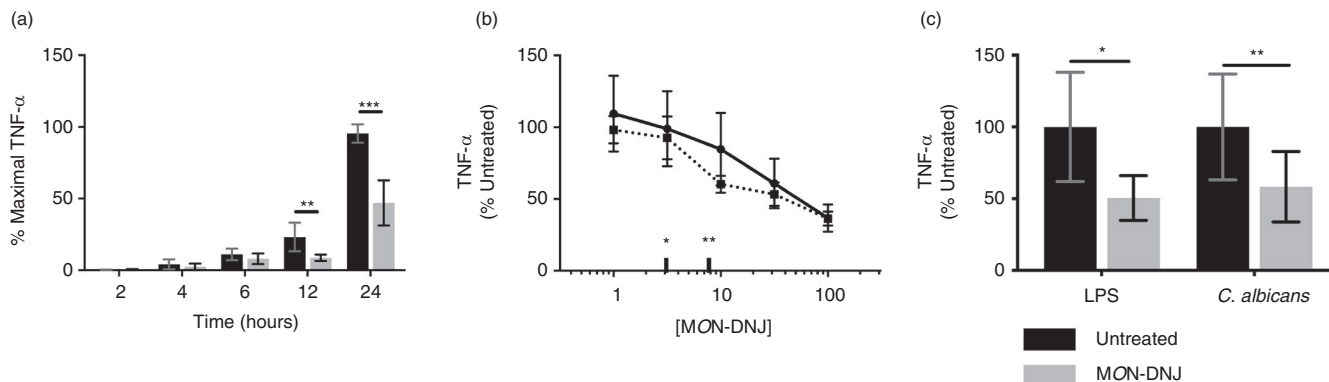 (a)
150
100
50
0
% Maximal TNF-α
**
***
2 4 6 12 24
Time (hours)
(b)
150
100
50
0
TNF-α
(% Untreated)
* **
1 10 100
[MON-DNJ]
(c)
150
100
50
0
TNF-α
(% Untreated)
* **
LPS C. albicans
Untreated
MON-DNJ